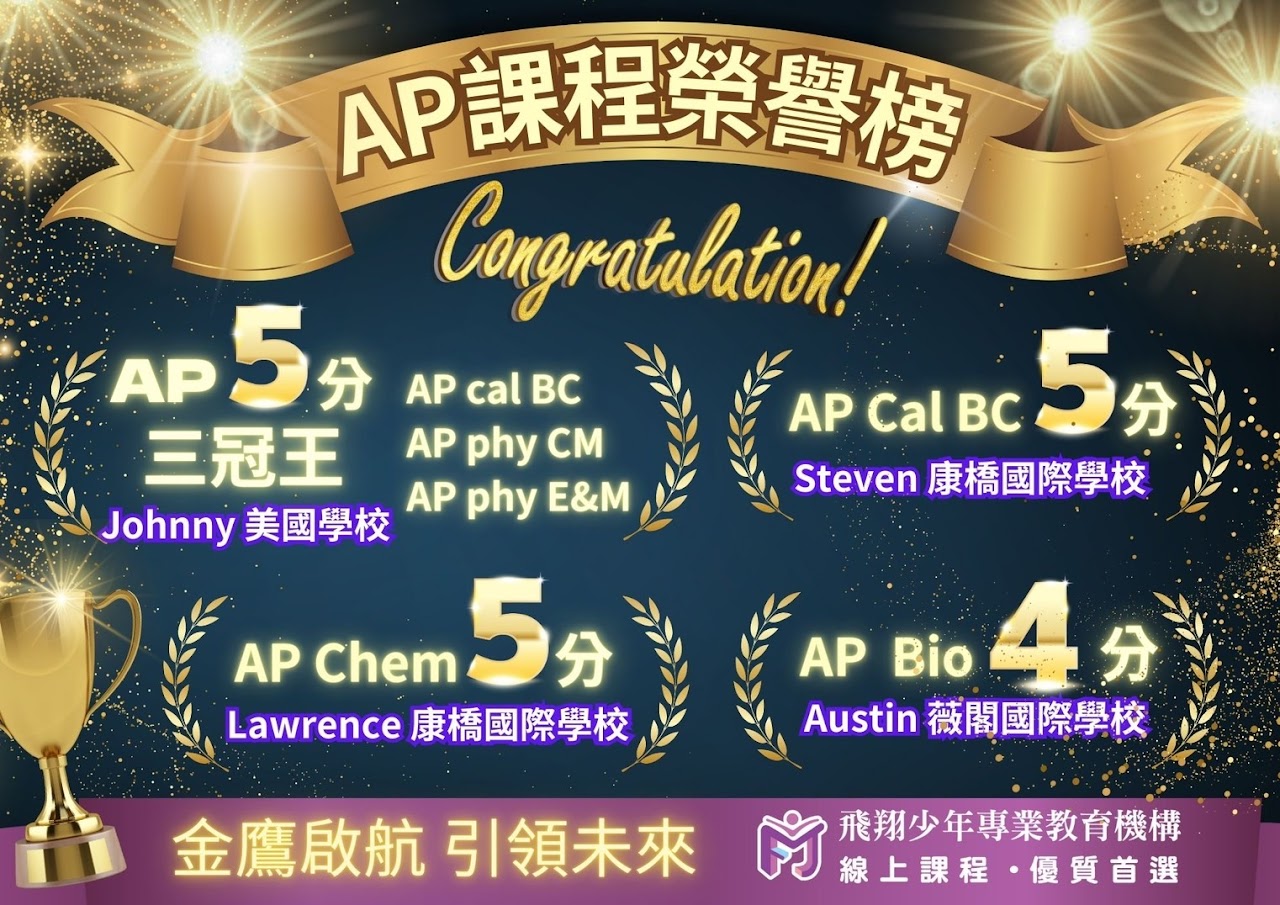 AP課程榮譽榜
Congratulation!
AP 5 分
三冠王
Johnny 美國學校
AP cal BC
AP phy CM
AP phy E&M
AP Cal BC 5 分
Steven 康橋國際學校
AP Chem 5 分
Lawrence 康橋國際學校
AP Bio 4 分
Austin 薇閣國際學校
金鷹啟航 引領未來
飛翔少年專業教育機構
線上課程・優質首選